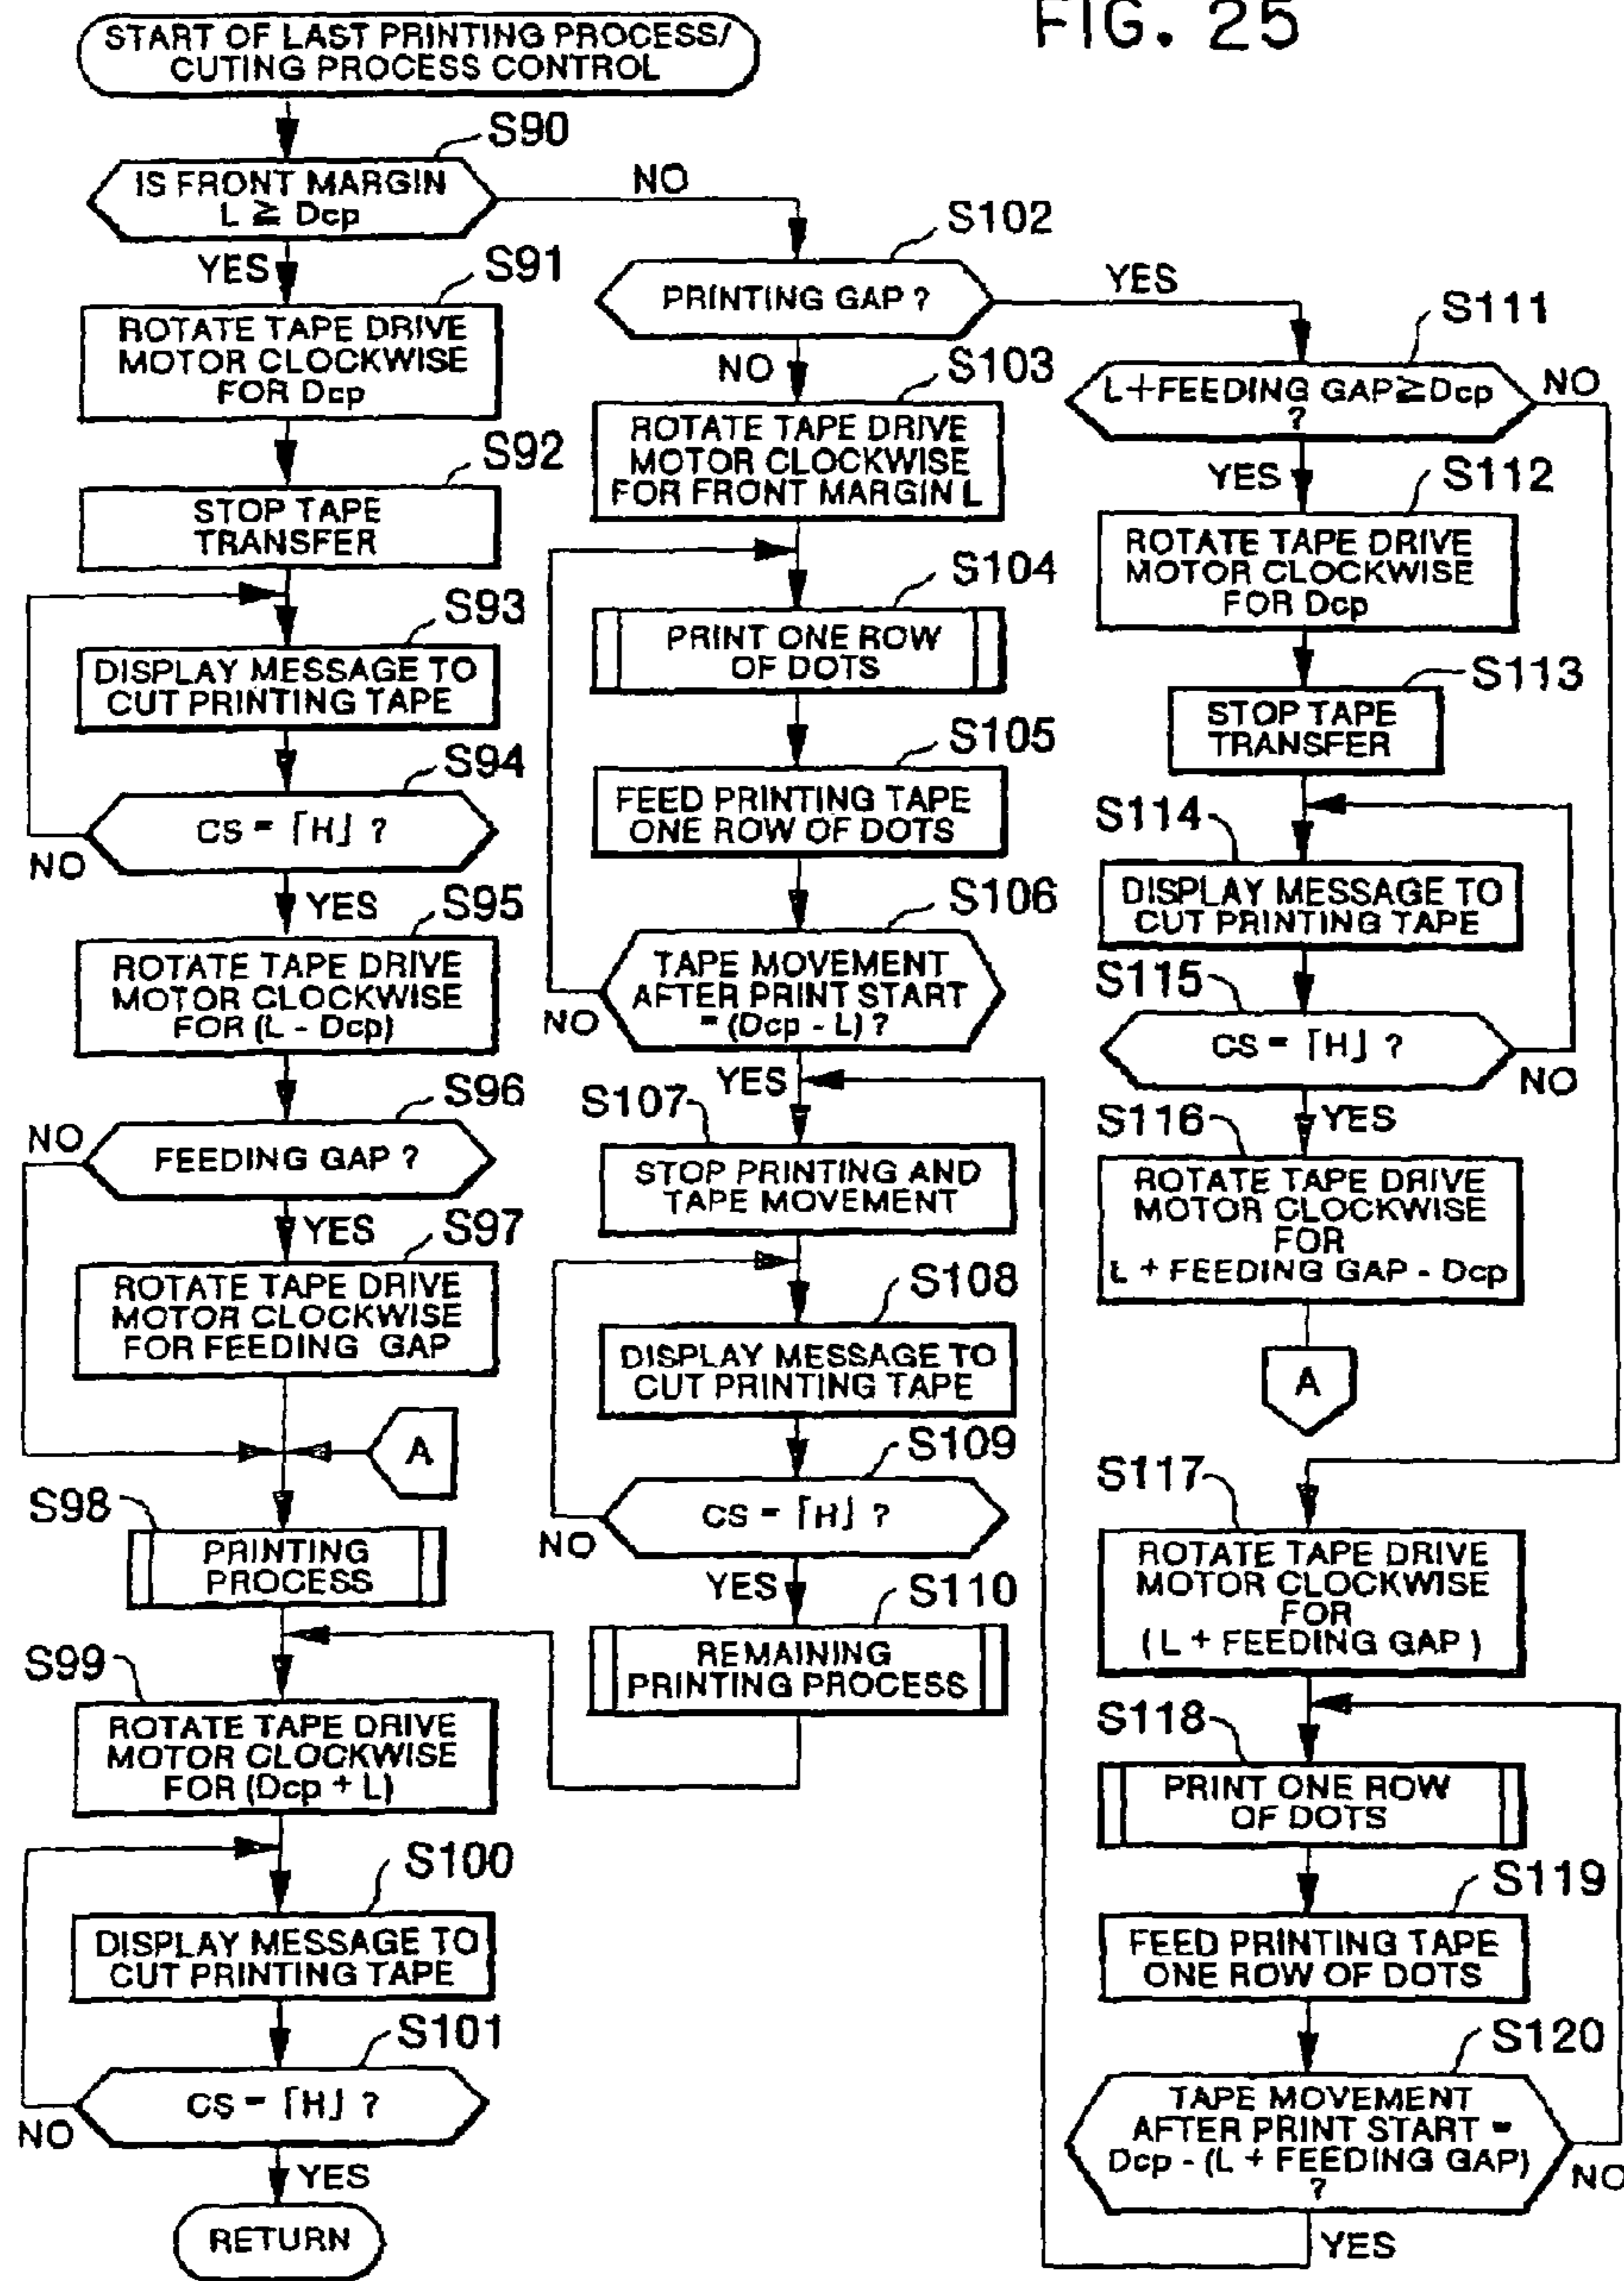 FIG. 25
START OF LAST PRINTING PROCESS/
CUTING PROCESS CONTROL
S90
IS FRONT MARGIN
L ≧ Dcp
NO
YES
S91
ROTATE TAPE DRIVE
MOTOR CLOCKWISE
FOR Dcp
S92
STOP TAPE
TRANSFER
S93
DISPLAY MESSAGE TO
CUT PRINTING TAPE
S94
CS = ⌈H⌋ ?
NO
YES
S95
ROTATE TAPE DRIVE
MOTOR CLOCKWISE
FOR (L - Dcp)
S96
NO
FEEDING GAP ?
YES
S97
ROTATE TAPE DRIVE
MOTOR CLOCKWISE
FOR FEEDING GAP
A
S98
PRINTING
PROCESS
S99
ROTATE TAPE DRIVE
MOTOR CLOCKWISE
FOR (Dcp + L)
S100
DISPLAY MESSAGE TO
CUT PRINTING TAPE
S101
CS = ⌈H⌋ ?
NO
YES
RETURN
S102
PRINTING GAP ?
YES
NO
S103
ROTATE TAPE DRIVE
MOTOR CLOCKWISE
FOR FRONT MARGIN L
S104
PRINT ONE ROW
OF DOTS
S105
FEED PRINTING TAPE
ONE ROW OF DOTS
S106
TAPE MOVEMENT
AFTER PRINT START
= (Dcp - L) ?
NO
YES
S107
STOP PRINTING AND
TAPE MOVEMENT
S108
DISPLAY MESSAGE TO
CUT PRINTING TAPE
S109
CS = ⌈H⌋ ?
NO
YES
S110
REMAINING
PRINTING PROCESS
S111
L+FEEDING GAP≧Dcp
?
NO
YES
S112
ROTATE TAPE DRIVE
MOTOR CLOCKWISE
FOR Dcp
S113
STOP TAPE
TRANSFER
S114
DISPLAY MESSAGE TO
CUT PRINTING TAPE
S115
CS = ⌈H⌋ ?
NO
YES
S116
ROTATE TAPE DRIVE
MOTOR CLOCKWISE
FOR
L + FEEDING GAP - Dcp
A
S117
ROTATE TAPE DRIVE
MOTOR CLOCKWISE
FOR
( L + FEEDING GAP )
S118
PRINT ONE ROW
OF DOTS
S119
FEED PRINTING TAPE
ONE ROW OF DOTS
S120
TAPE MOVEMENT
AFTER PRINT START =
Dcp - (L + FEEDING GAP)
?
NO
YES